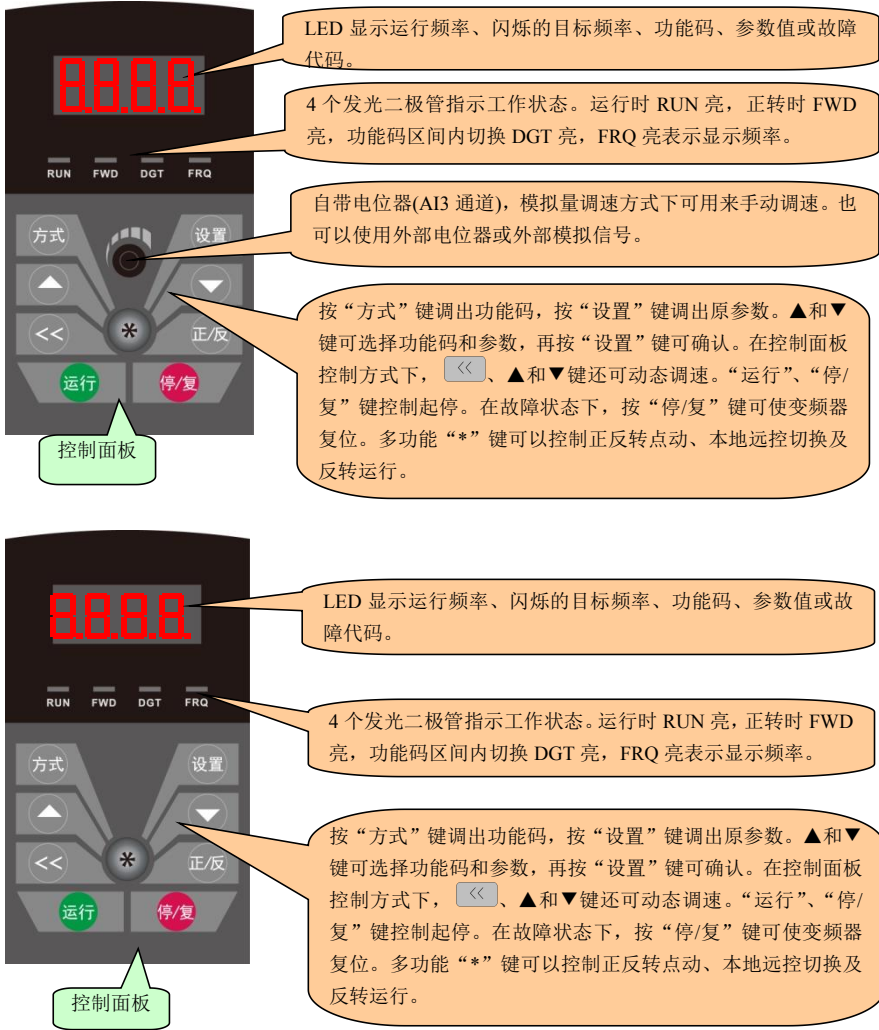 LED 显示运行频率、闪烁的目标频率、功能码、参数值或故障
代码。
8.8.8.8.
4 个发光二极管指示工作状态。运行时 RUN 亮，正转时 FWD
亮，功能码区间内切换 DGT 亮，FRQ 亮表示显示频率。
RUN FWD DGT FRQ
自带电位器(AI3 通道)，模拟量调速方式下可用来手动调速。也
可以使用外部电位器或外部模拟信号。
方式 设置
<< * 正/反
运行 停/复
按“方式”键调出功能码，按“设置”键调出原参数。▲和▼
键可选择功能码和参数，再按“设置”键可确认。在控制面板
控制方式下，<<、▲和▼键还可动态调速。“运行”、“停/
复”键控制起停。在故障状态下，按“停/复”键可使变频器
复位。多功能“*”键可以控制正反转点动、本地远控切换及
反转运行。
控制面板
8.8.8.8.
LED 显示运行频率、闪烁的目标频率、功能码、参数值或故
障代码。
RUN FWD DGT FRQ
4 个发光二极管指示工作状态。运行时 RUN 亮，正转时 FWD
亮，功能码区间内切换 DGT 亮，FRQ 亮表示显示频率。
方式 设置
<< * 正/反
运行 停/复
按“方式”键调出功能码，按“设置”键调出原参数。▲和▼
键可选择功能码和参数，再按“设置”键可确认。在控制面板
控制方式下，<<、▲和▼键还可动态调速。“运行”、“停/
复”键控制起停。在故障状态下，按“停/复”键可使变频器
复位。多功能“*”键可以控制正反转点动、本地远控切换及
反转运行。
控制面板